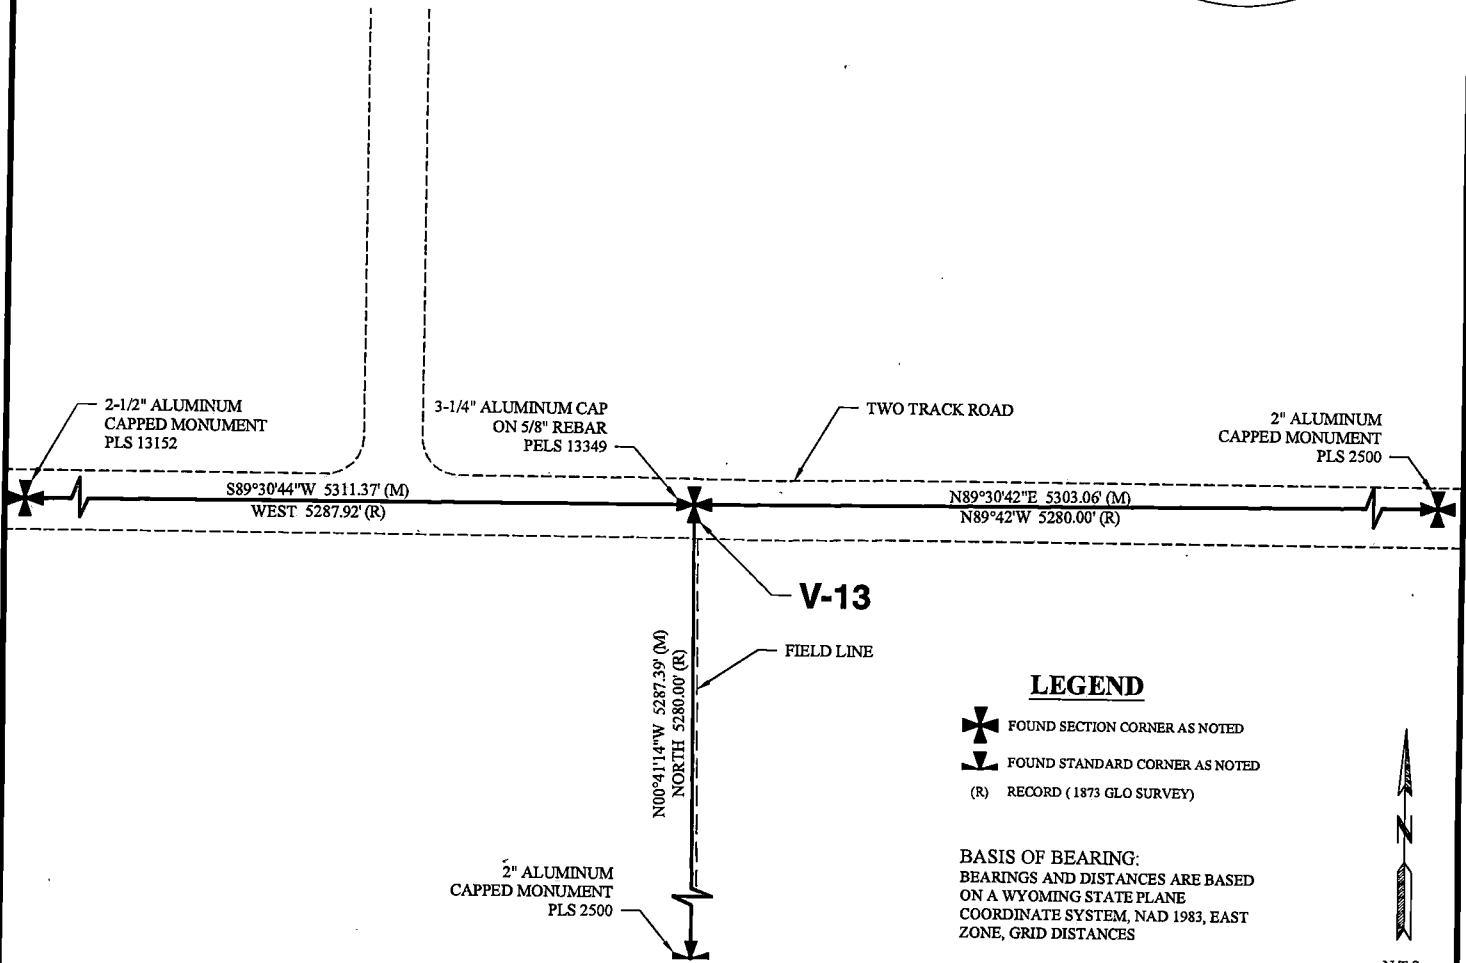 2-1/2" ALUMINUM
CAPPED MONUMENT
PLS 13152
3-1/4" ALUMINUM CAP
ON 5/8" REBAR
PELS 13349
TWO TRACK ROAD
2" ALUMINUM
CAPPED MONUMENT
PLS 2500
S89°30'44"W 5311.37' (M)
WEST 5287.92' (R)
N89°30'42"E 5303.06' (M)
N89°42'W 5280.00' (R)
V-13
FIELD LINE
N00°41'14"W 5287.39' (M)
NORTH 5280.00' (R)
2" ALUMINUM
CAPPED MONUMENT
PLS 2500
LEGEND
FOUND SECTION CORNER AS NOTED
FOUND STANDARD CORNER AS NOTED
(R) RECORD ( 1873 GLO SURVEY)
BASIS OF BEARING:
BEARINGS AND DISTANCES ARE BASED
ON A WYOMING STATE PLANE
COORDINATE SYSTEM, NAD 1983, EAST
ZONE, GRID DISTANCES
N